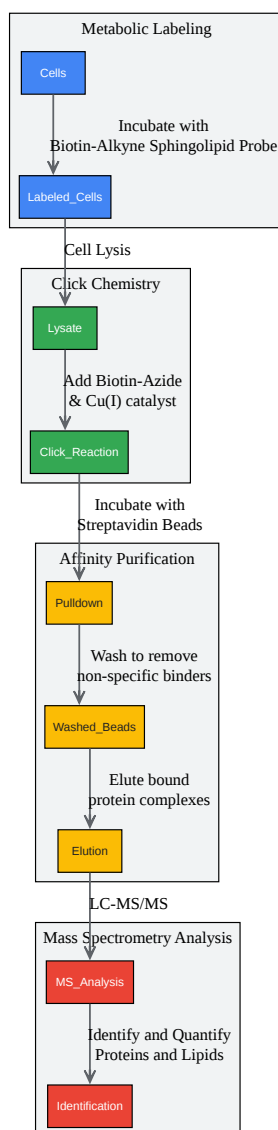 Metabolic Labeling
Cells
Incubate with
Biotin-Alkyne Sphingolipid Probe
Labeled_Cells
Cell Lysis
Click Chemistry
Lysate
Add Biotin-Azide
& Cu(I) catalyst
Click_Reaction
Incubate with
Streptavidin Beads
Affinity Purification
Pulldown
Wash to remove
non-specific binders
Washed_Beads
Elute bound
protein complexes
Elution
LC-MS/MS
Mass Spectrometry Analysis
MS_Analysis
Identify and Quantify
Proteins and Lipids
Identification